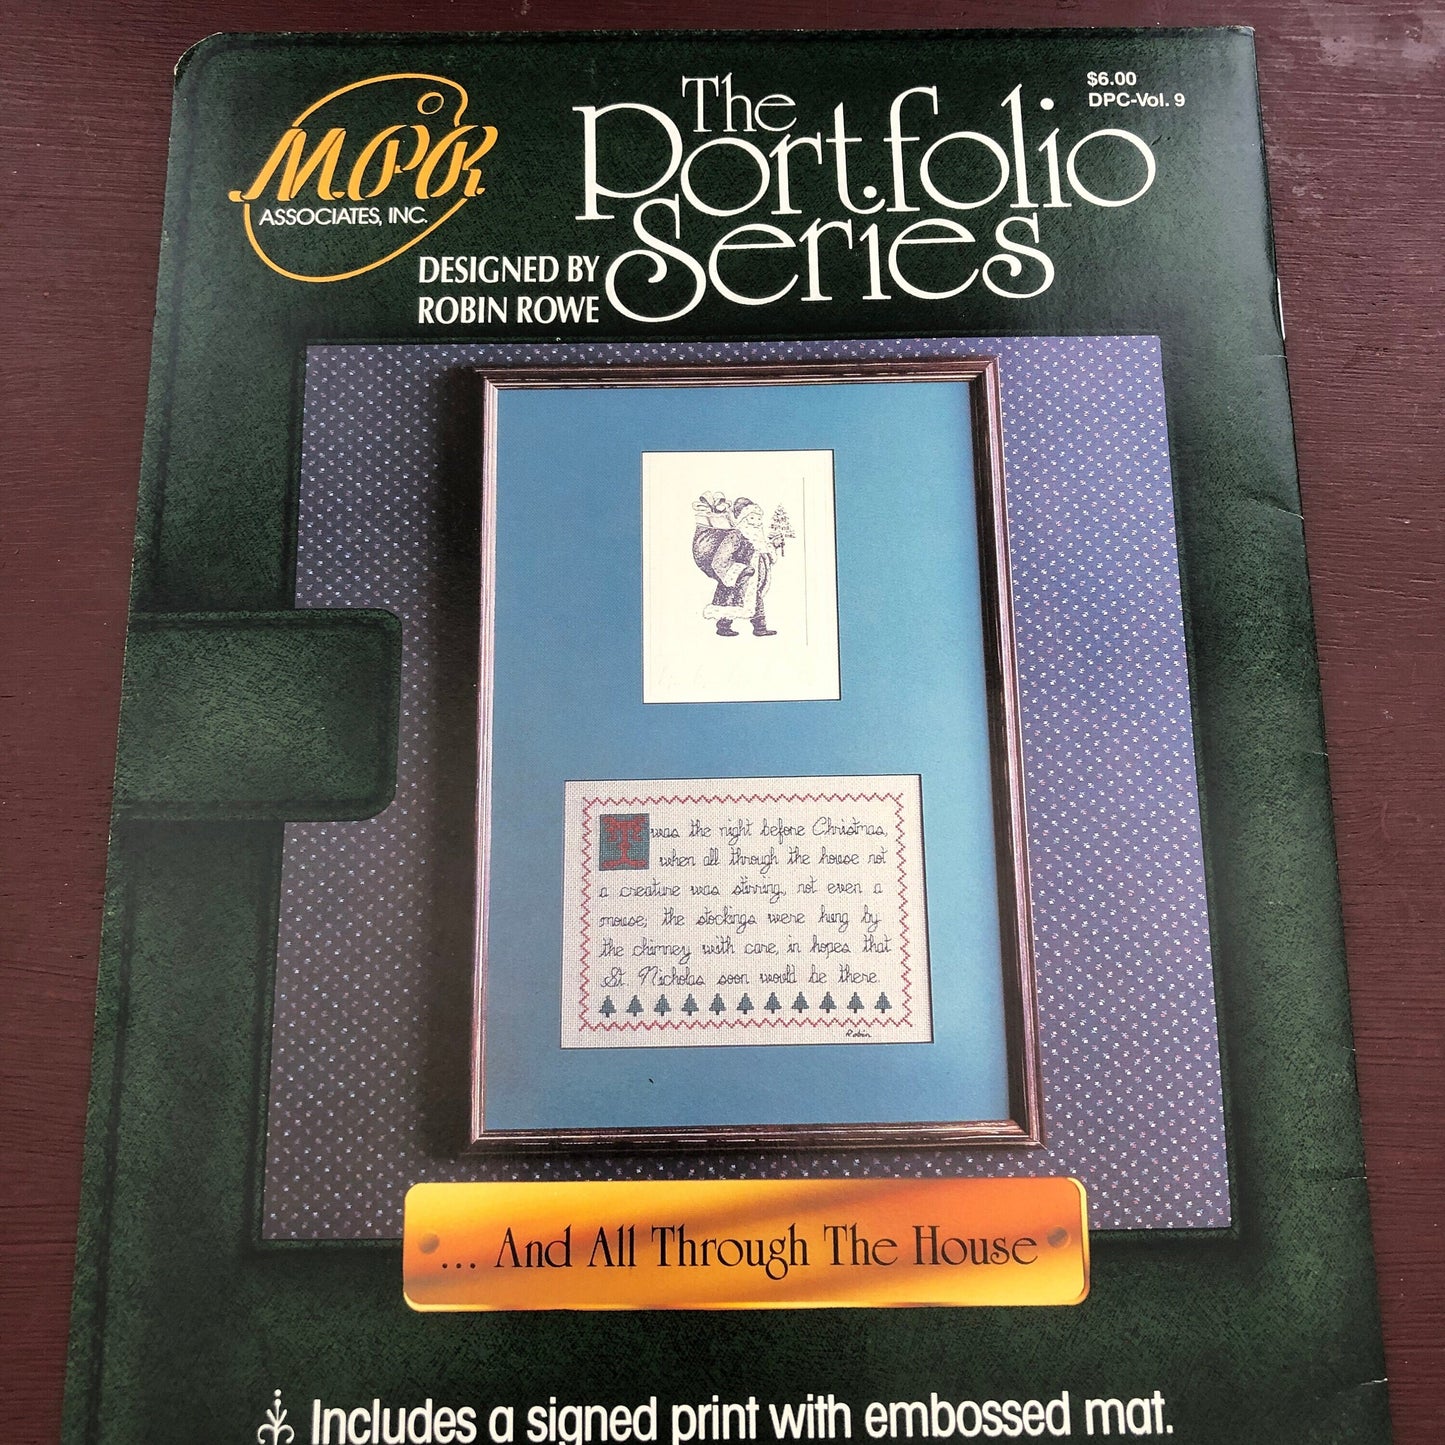 M.P.R.
ASSOCIATES, INC.
The
Portfolio
Series
$6.00
DPC-Vol. 9
DESIGNED BY
ROBIN ROWE
T was the night before Christmas,
when all through the house not
a creature was stirring, not even a
mouse; the stockings were hung by
the chimney with care, in hopes that
St. Nicholas soon would be there.
Robin
... And All Through The House
Includes a signed print with embossed mat.